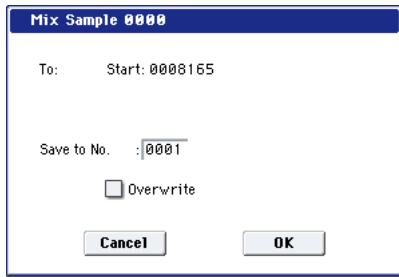 Mix Sample 0000
To: Start: 0008165
Save to No. :0001
Overwrite
Cancel OK